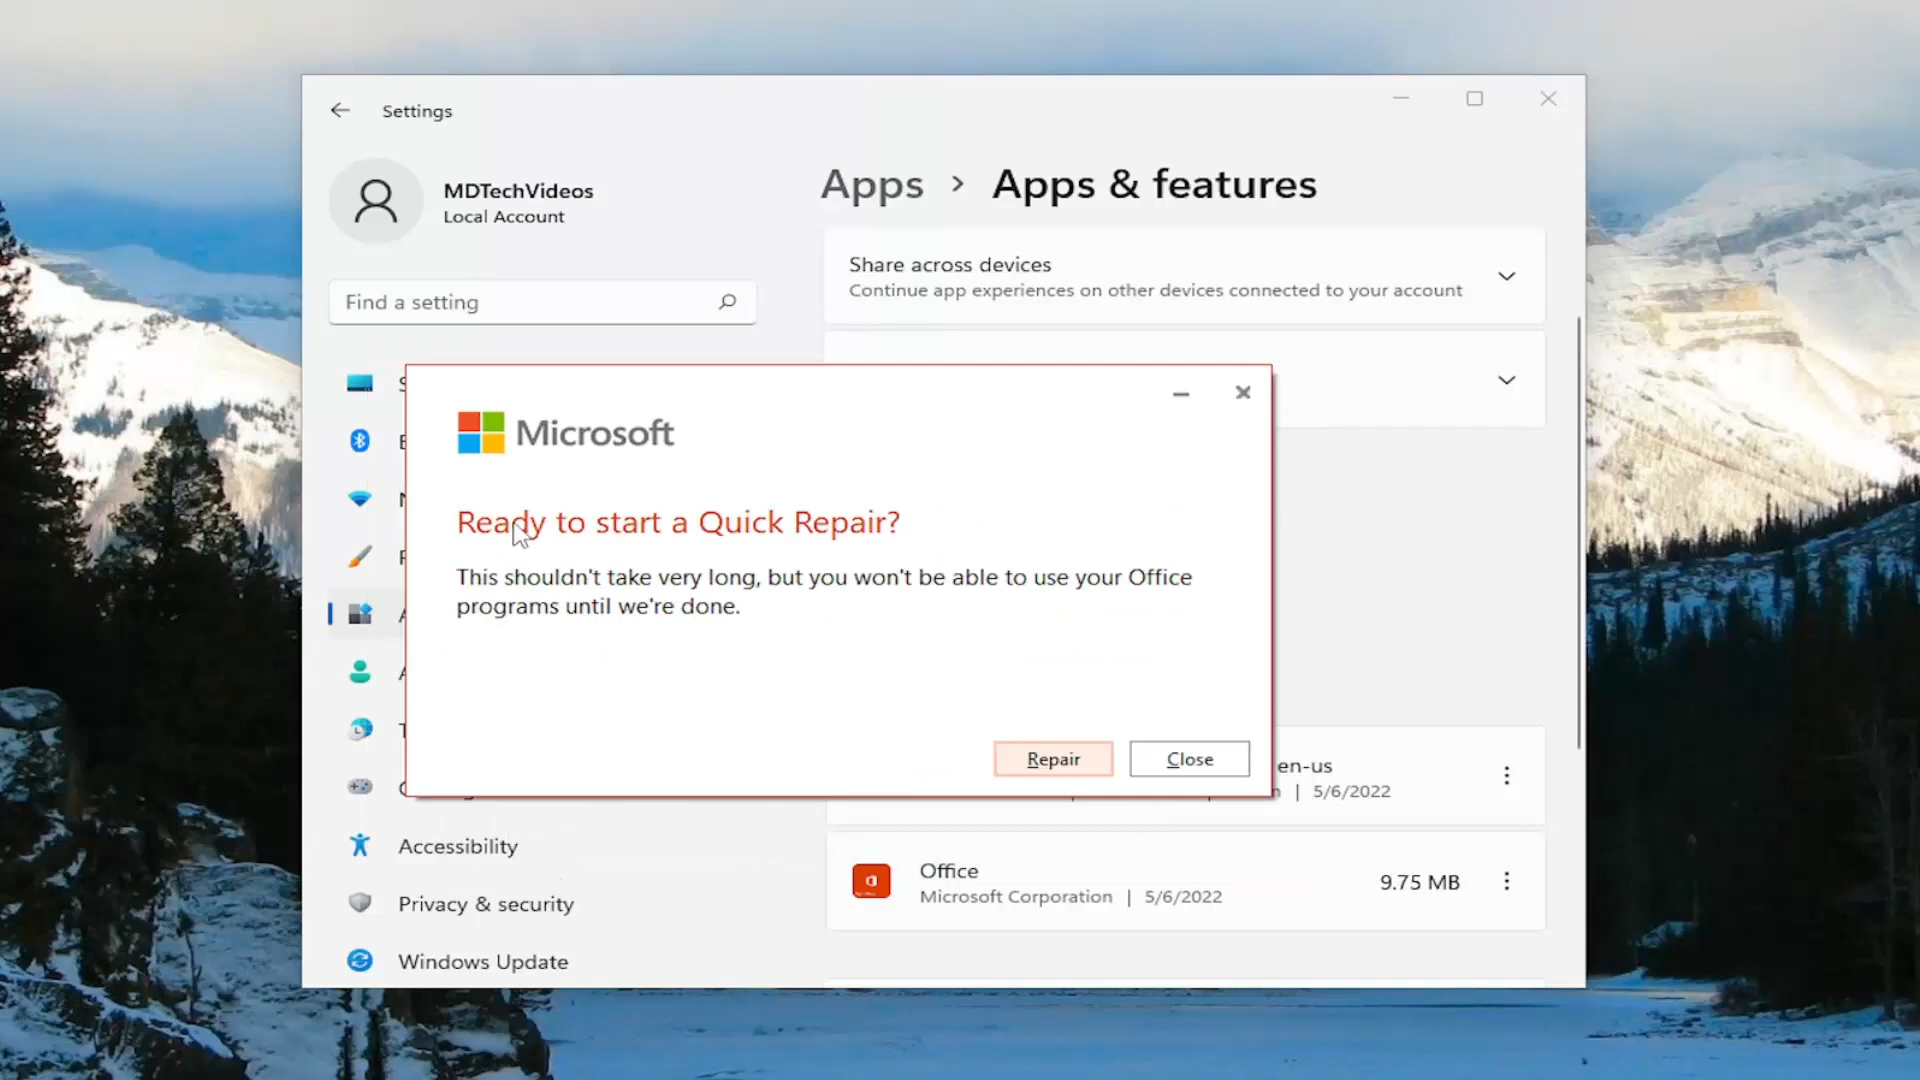 Settings
MDTechVideos
Local Account
Find a setting
Apps > Apps & features
Share across devices
Continue app experiences on other devices connected to your account
Microsoft
Ready to start a Quick Repair?
This shouldn't take very long, but you won't be able to use your Office
programs until we're done.
Repair
Close
en-us
| 5/6/2022
Office
Microsoft Corporation | 5/6/2022
9.75 MB
Accessibility
Privacy & security
Windows Update